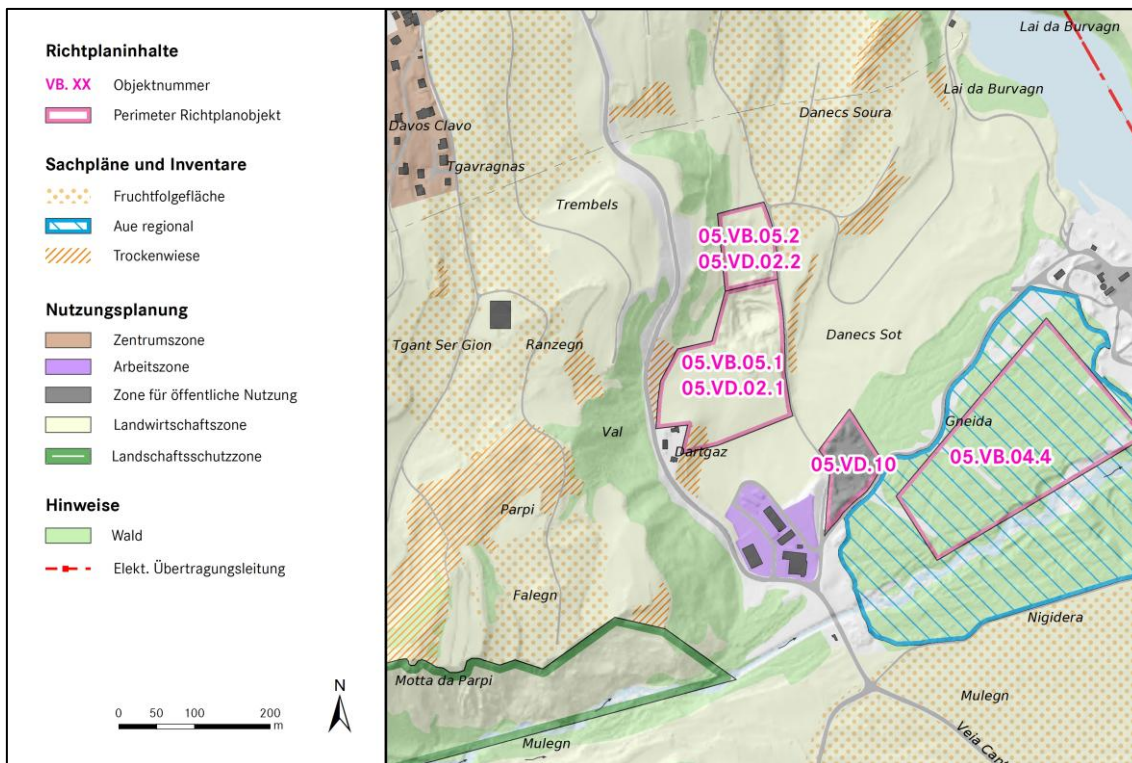 Richtplaninhalte
VB. XX Objektnummer
Perimeter Richtplanobjekt
Sachpläne und Inventare
Fruchtfolgefläche
Aue regional
Trockenwiese
Nutzungsplanung
Zentrumszone
Arbeitszone
Zone für öffentliche Nutzung
Landwirtschaftszone
Landschaftsschutzzone
Hinweise
Wald
Elekt. Übertragungsleitung
N
0 50 100 200
m
Lai da Burvagn
Lai da Burvagn
Danecs Soura
Davos Clavo
Tgavragnas
Trembels
05.VB.05.2
05.VD.02.2
Tgant Ser Gion
Ranzegn
Danecs Sot
05.VB.05.1
05.VD.02.1
Val
Dartgaz
Gneida
05.VD.10
05.VB.04.4
Parpi
Falegn
Nigidera
Motta da Parpi
Mulegn
Mulegn